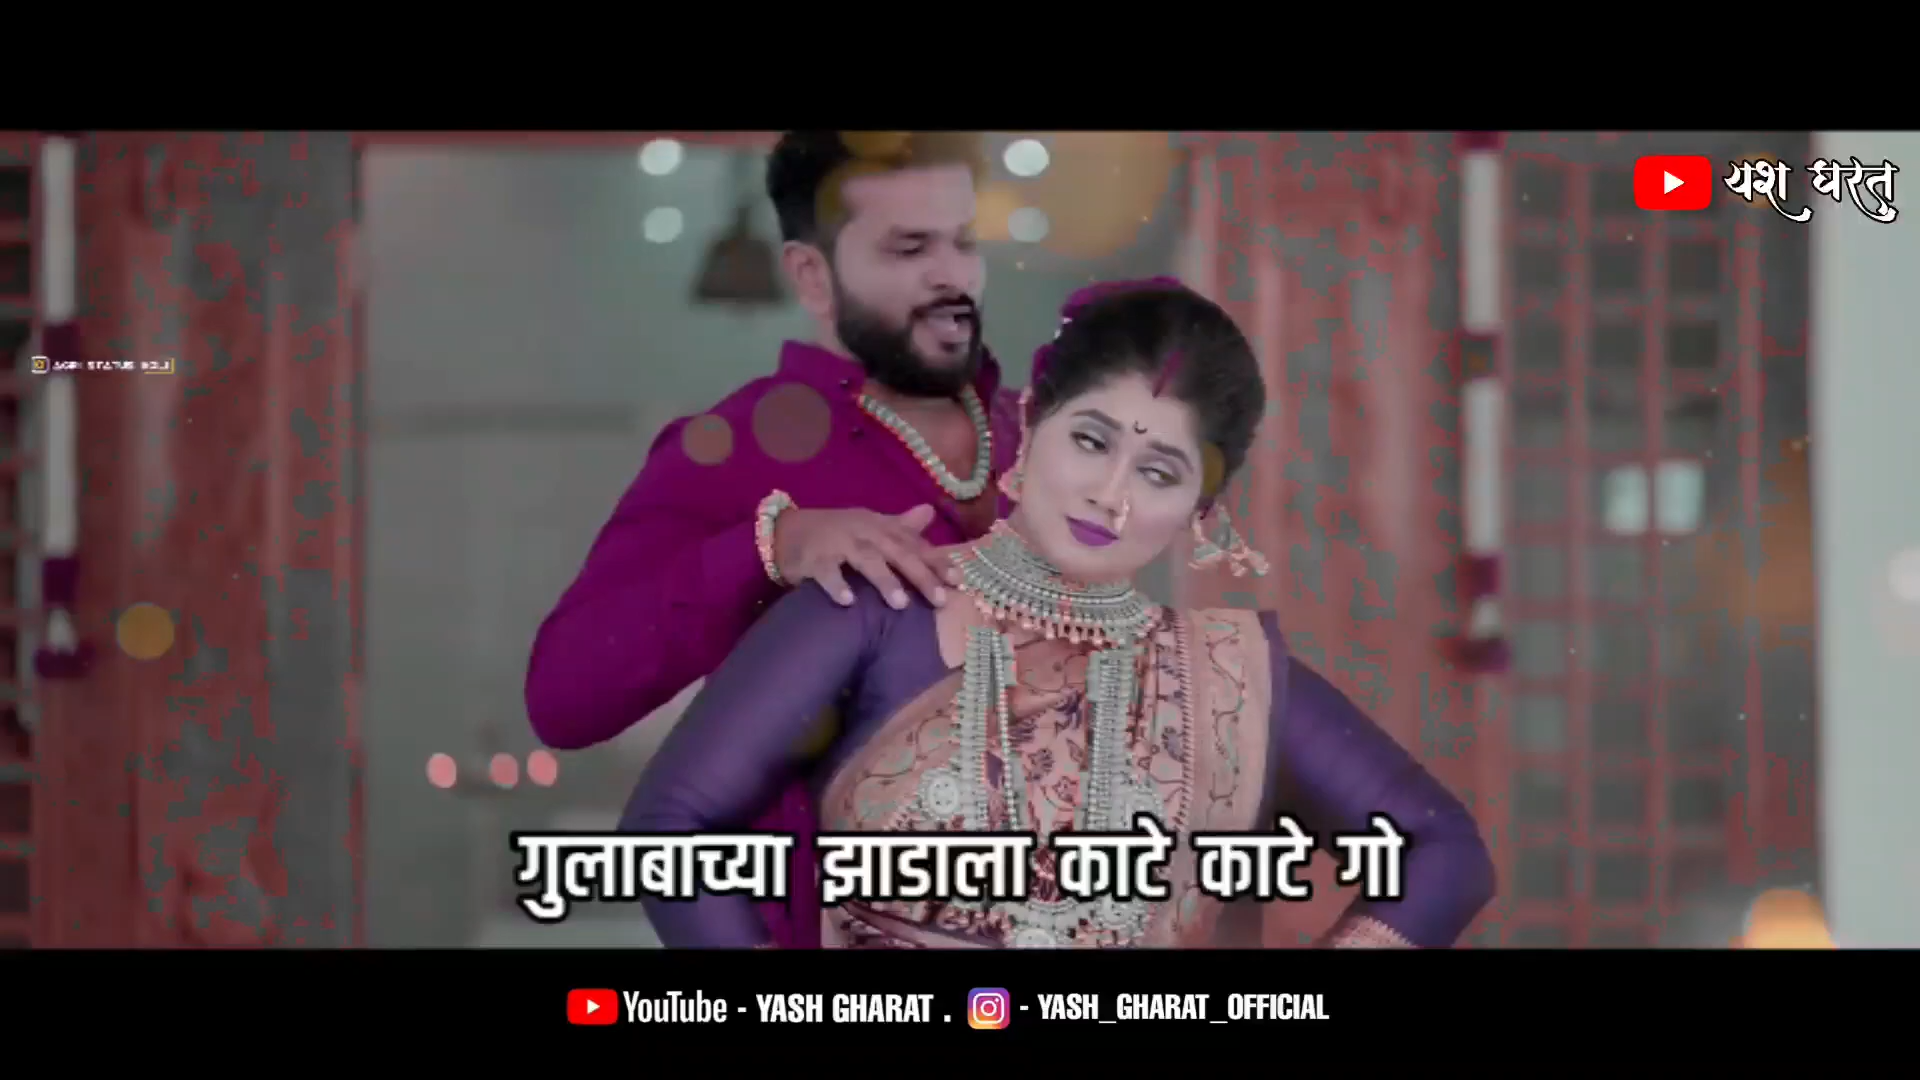 यश घरत
गुलाबाच्या झाडाला काटे काटे गो
YouTube - YASH GHARAT . - YASH_GHARAT_OFFICIAL